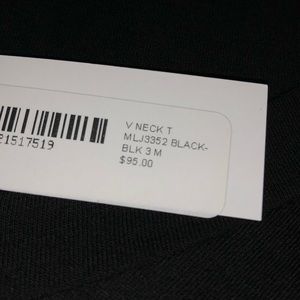 V NECK T
MLJ3352 BLACK-
BLK 3 M
$95.00
21517519